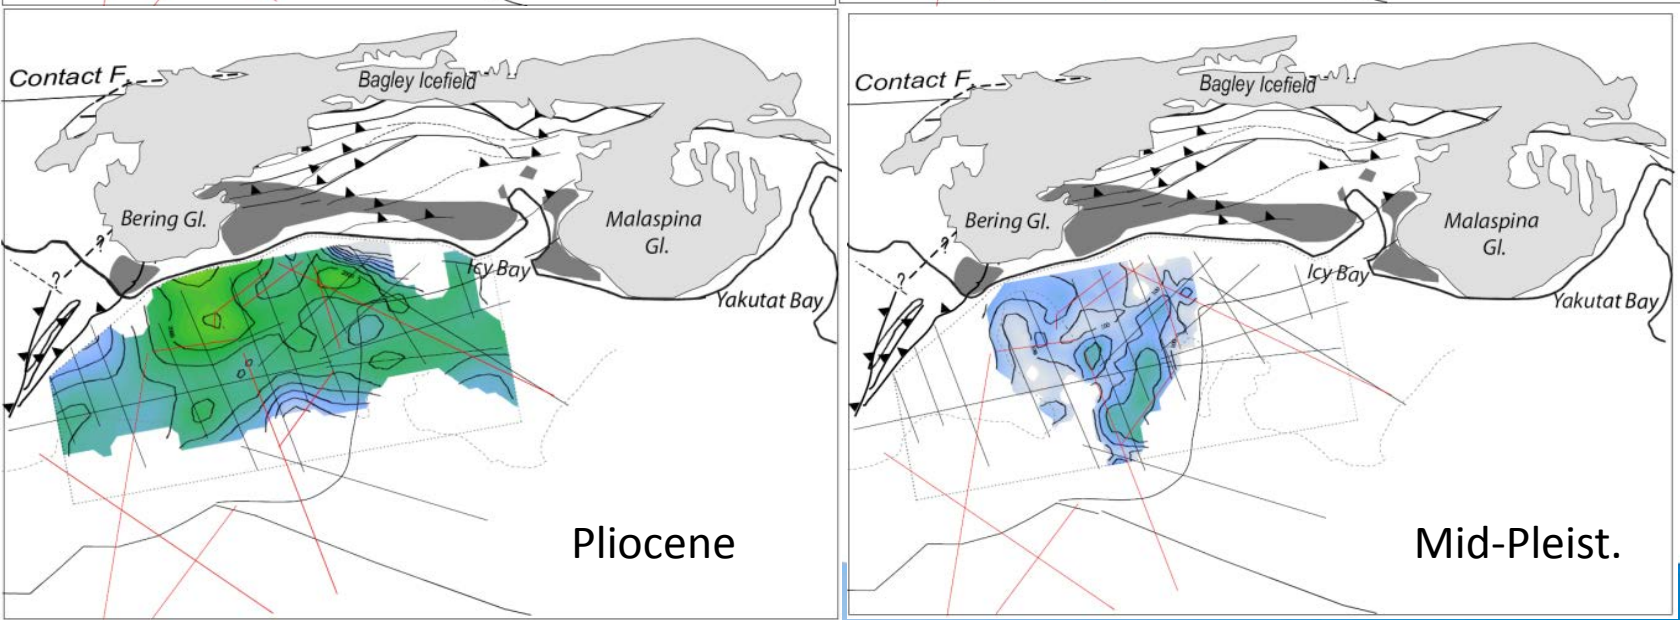 Contact F.
Bagley Icefield
Bering Gl.
Malaspina
Gl.
?
?
Icy Bay
Yakutat Bay
Pliocene
Contact F.
Bagley Icefield
Bering Gl.
Malaspina
Gl.
?
?
Icy Bay
Yakutat Bay
Mid-Pleist.